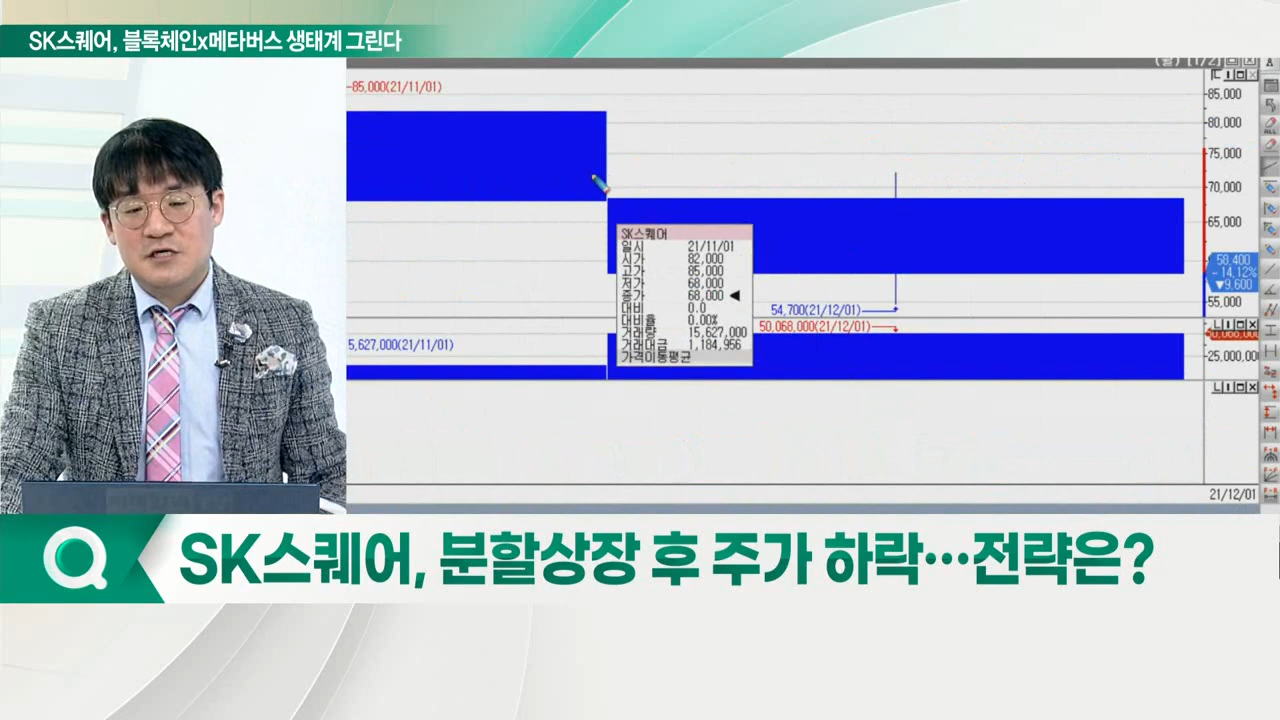 SK스퀘어, 블록체인x메타버스 생태계 그린다
(월) [1/2]
85,000(21/11/01)
85,000
80,000
75,000
70,000
65,000
58,400
-14.12%
▼9,600
55,000
SK스퀘어
일시 21/11/01
시가 82,000
고가 85,000
저가 68,000
종가 68,000 ◀
대비 0.0
대비율 0.00%
거래량 15,627,000
거래대금 1,184,956
가격이동평균
54,700(21/12/01)
50,068,000(21/12/01)
5,627,000(21/11/01)
50,068,000
25,000,000
21/12/01
SK스퀘어, 분할상장 후 주가 하락…전략은?